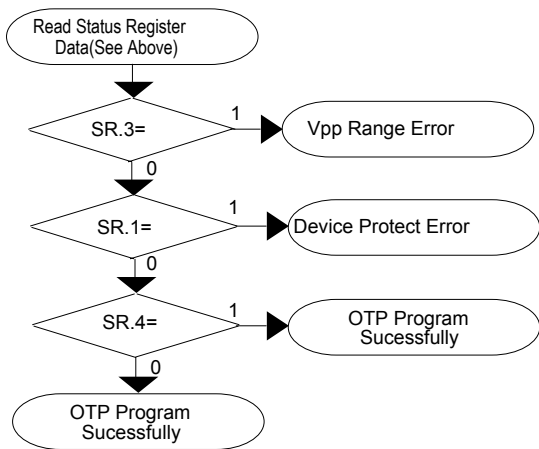 Read Status Register
Data(See Above)
1
SR.3=
Vpp Range Error
0
1
SR.1=
Device Protect Error
0
1
SR.4=
OTP Program
Sucessfully
0
OTP Program
Sucessfully